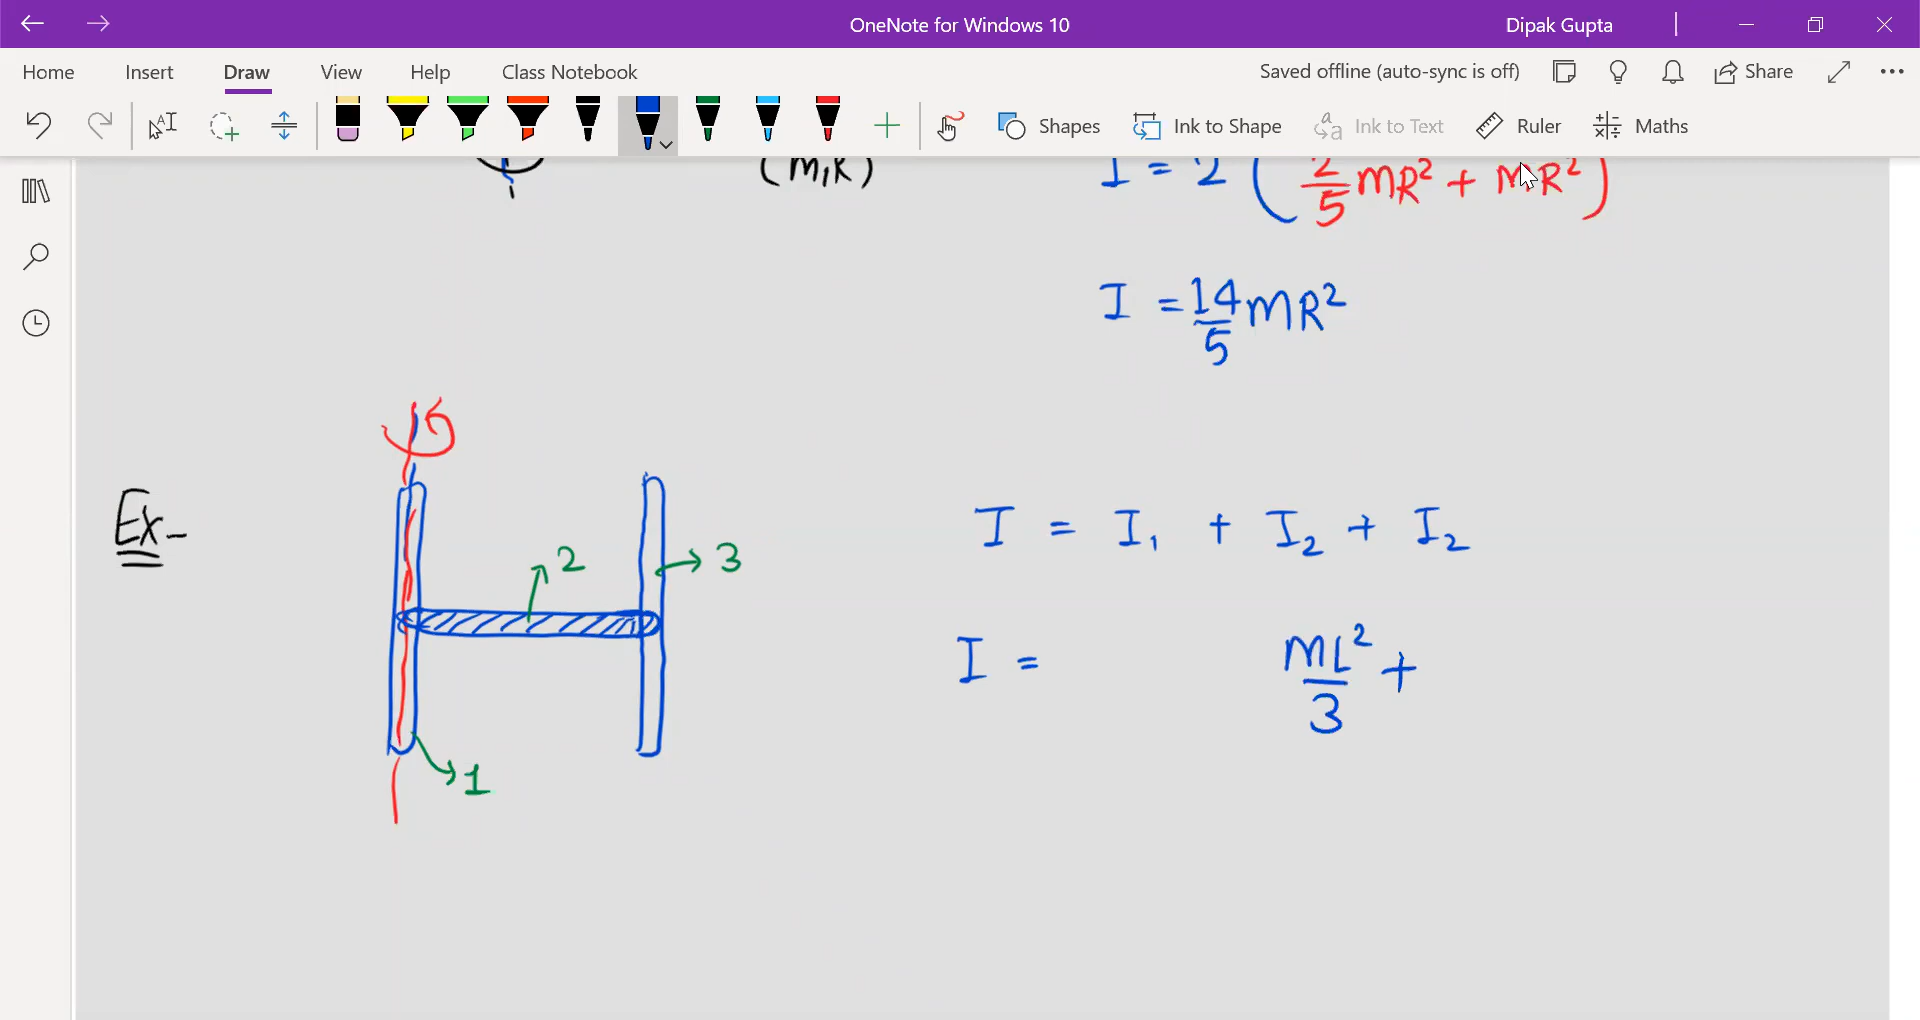 OneNote for Windows 10
Dipak Gupta
Home Insert Draw View Help Class Notebook
Saved offline (auto-sync is off) Share
Shapes Ink to Shape Ink to Text Ruler Maths
(M,R)
I = 2 ( 2/5 MR² + MR² )
I = 14/5 MR²
Ex-
2
3
1
I = I₁ + I₂ + I₂
I = ML²/3 +